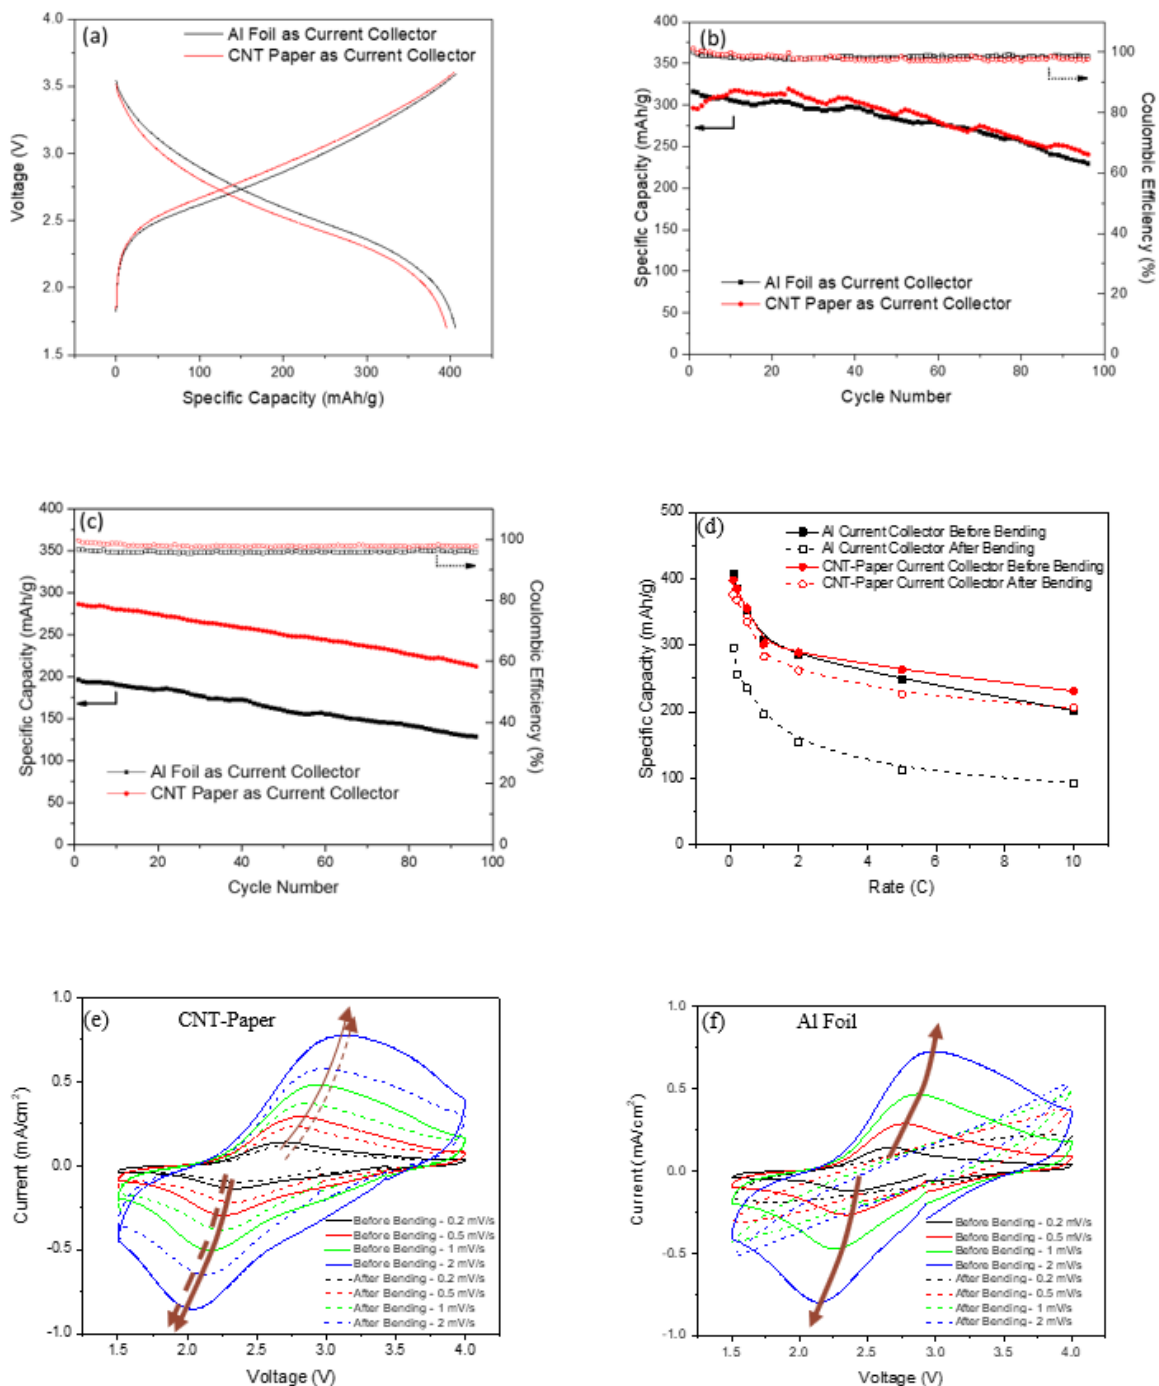 (a)
Al Foil as Current Collector
CNT Paper as Current Collector
4.0
3.5
3.0
2.5
2.0
1.5
Voltage (V)
0 100 200 300 400
Specific Capacity (mAh/g)
(b)
400
350
300
250
200
150
100
50
0
Specific Capacity (mAh/g)
100
80
60
40
20
0
Coulombic Efficiency (%)
Al Foil as Current Collector
CNT Paper as Current Collector
0 20 40 60 80 100
Cycle Number
(c)
400
350
300
250
200
150
100
50
0
Specific Capacity (mAh/g)
100
80
60
40
20
0
Coulombic Efficiency (%)
Al Foil as Current Collector
CNT Paper as Current Collector
0 20 40 60 80 100
Cycle Number
(d)
Al Current Collector Before Bending
Al Current Collector After Bending
CNT-Paper Current Collector Before Bending
CNT-Paper Current Collector After Bending
500
400
300
200
100
0
Specific Capacity (mAh/g)
0 2 4 6 8 10
Rate (C)
(e) CNT-Paper
1.0
0.5
0.0
-0.5
-1.0
Current (mA/cm²)
Before Bending - 0.2 mV/s
Before Bending - 0.5 mV/s
Before Bending - 1 mV/s
Before Bending - 2 mV/s
After Bending - 0.2 mV/s
After Bending - 0.5 mV/s
After Bending - 1 mV/s
After Bending - 2 mV/s
1.5 2.0 2.5 3.0 3.5 4.0
Voltage (V)
(f) Al Foil
1.0
0.5
0.0
-0.5
-1.0
Current (mA/cm²)
Before Bending - 0.2 mV/s
Before Bending - 0.5 mV/s
Before Bending - 1 mV/s
Before Bending - 2 mV/s
After Bending - 0.2 mV/s
After Bending - 0.5 mV/s
After Bending - 1 mV/s
After Bending - 2 mV/s
1.5 2.0 2.5 3.0 3.5 4.0
Voltage (V)